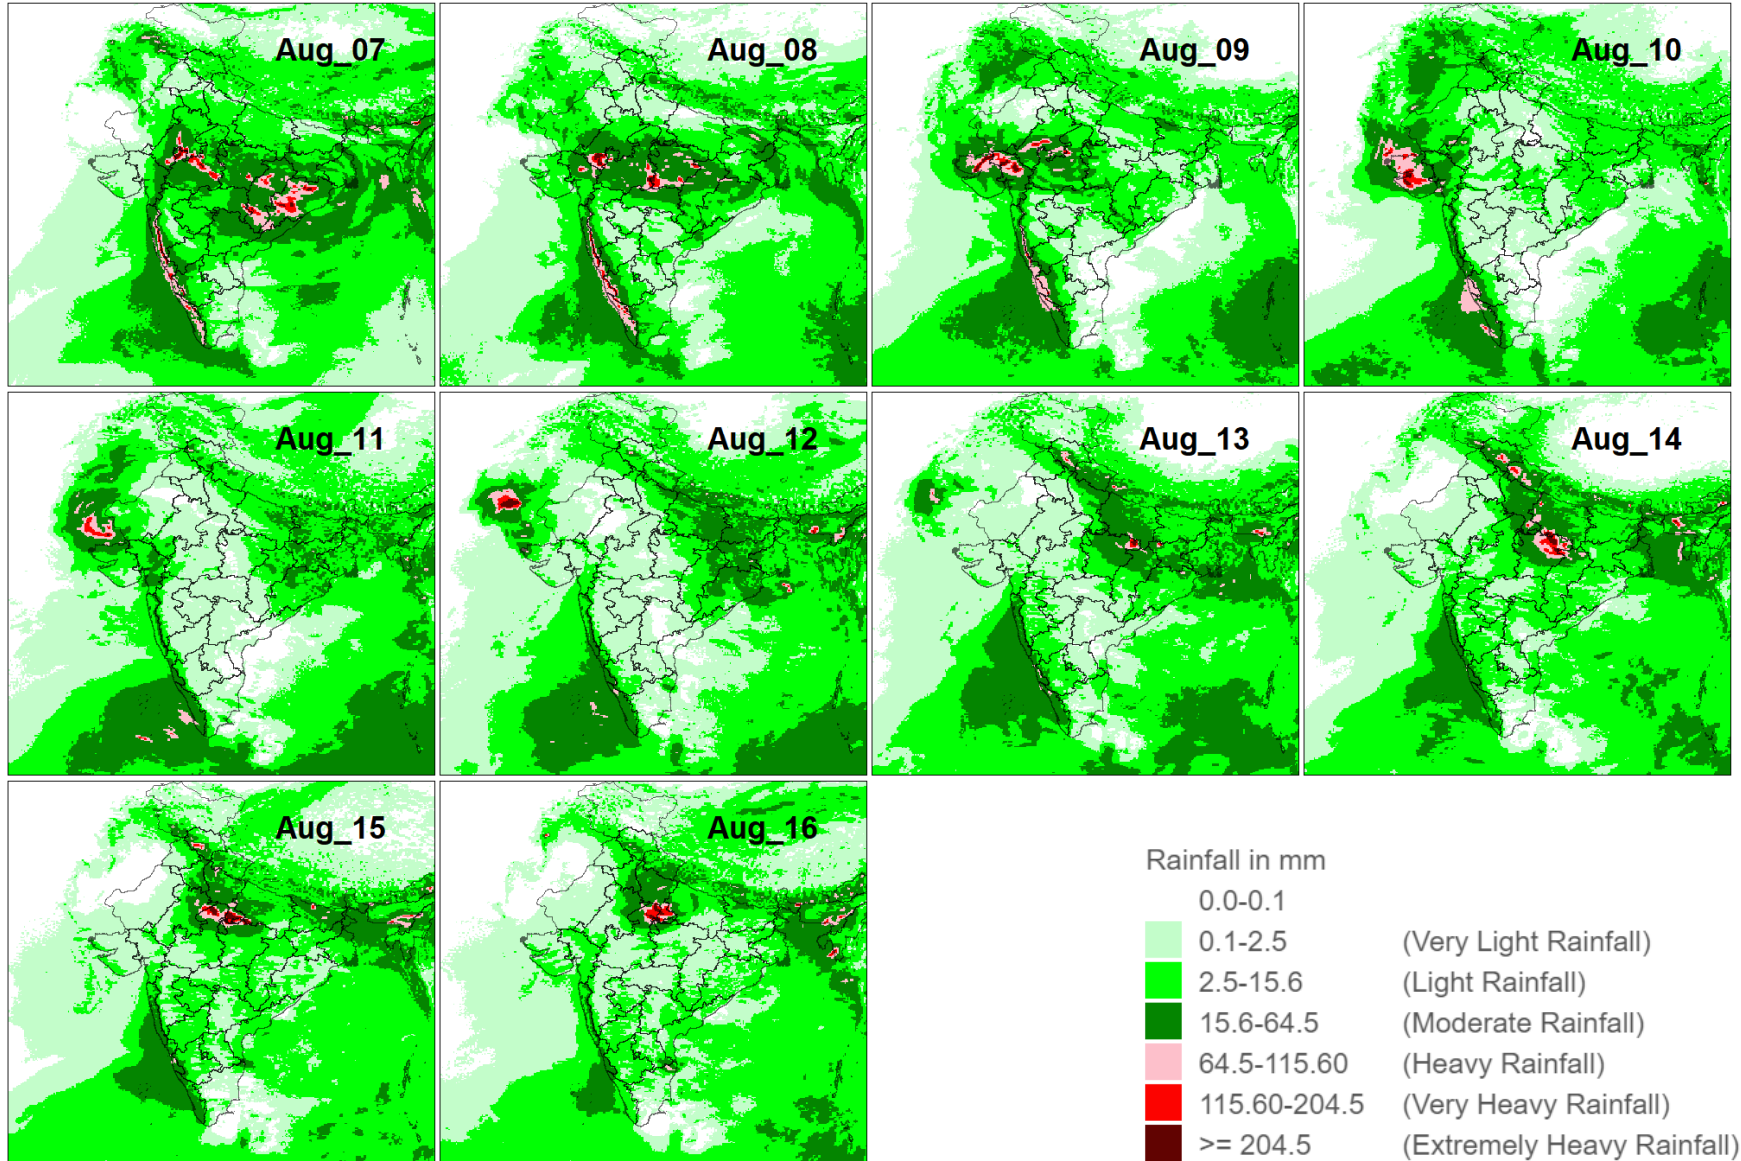 Aug_07
Aug_08
Aug_09
Aug_10
Aug_11
Aug_12
Aug_13
Aug_14
Aug_15
Aug_16
Rainfall in mm
0.0-0.1
0.1-2.5 (Very Light Rainfall)
2.5-15.6 (Light Rainfall)
15.6-64.5 (Moderate Rainfall)
64.5-115.60 (Heavy Rainfall)
115.60-204.5 (Very Heavy Rainfall)
>= 204.5 (Extremely Heavy Rainfall)